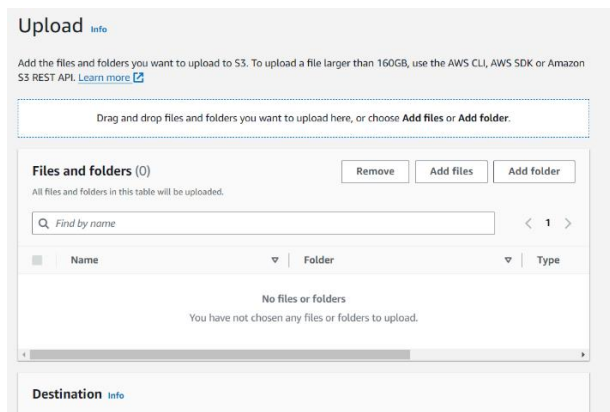 Upload Info
Add the files and folders you want to upload to S3. To upload a file larger than 160GB, use the AWS CLI, AWS SDK or Amazon
S3 REST API. Learn more
Drag and drop files and folders you want to upload here, or choose Add files or Add folder.
Files and folders (0) Remove Add files Add folder
All files and folders in this table will be uploaded.
Find by name 1
Name Folder Type
No files or folders
You have not chosen any files or folders to upload.
Destination Info